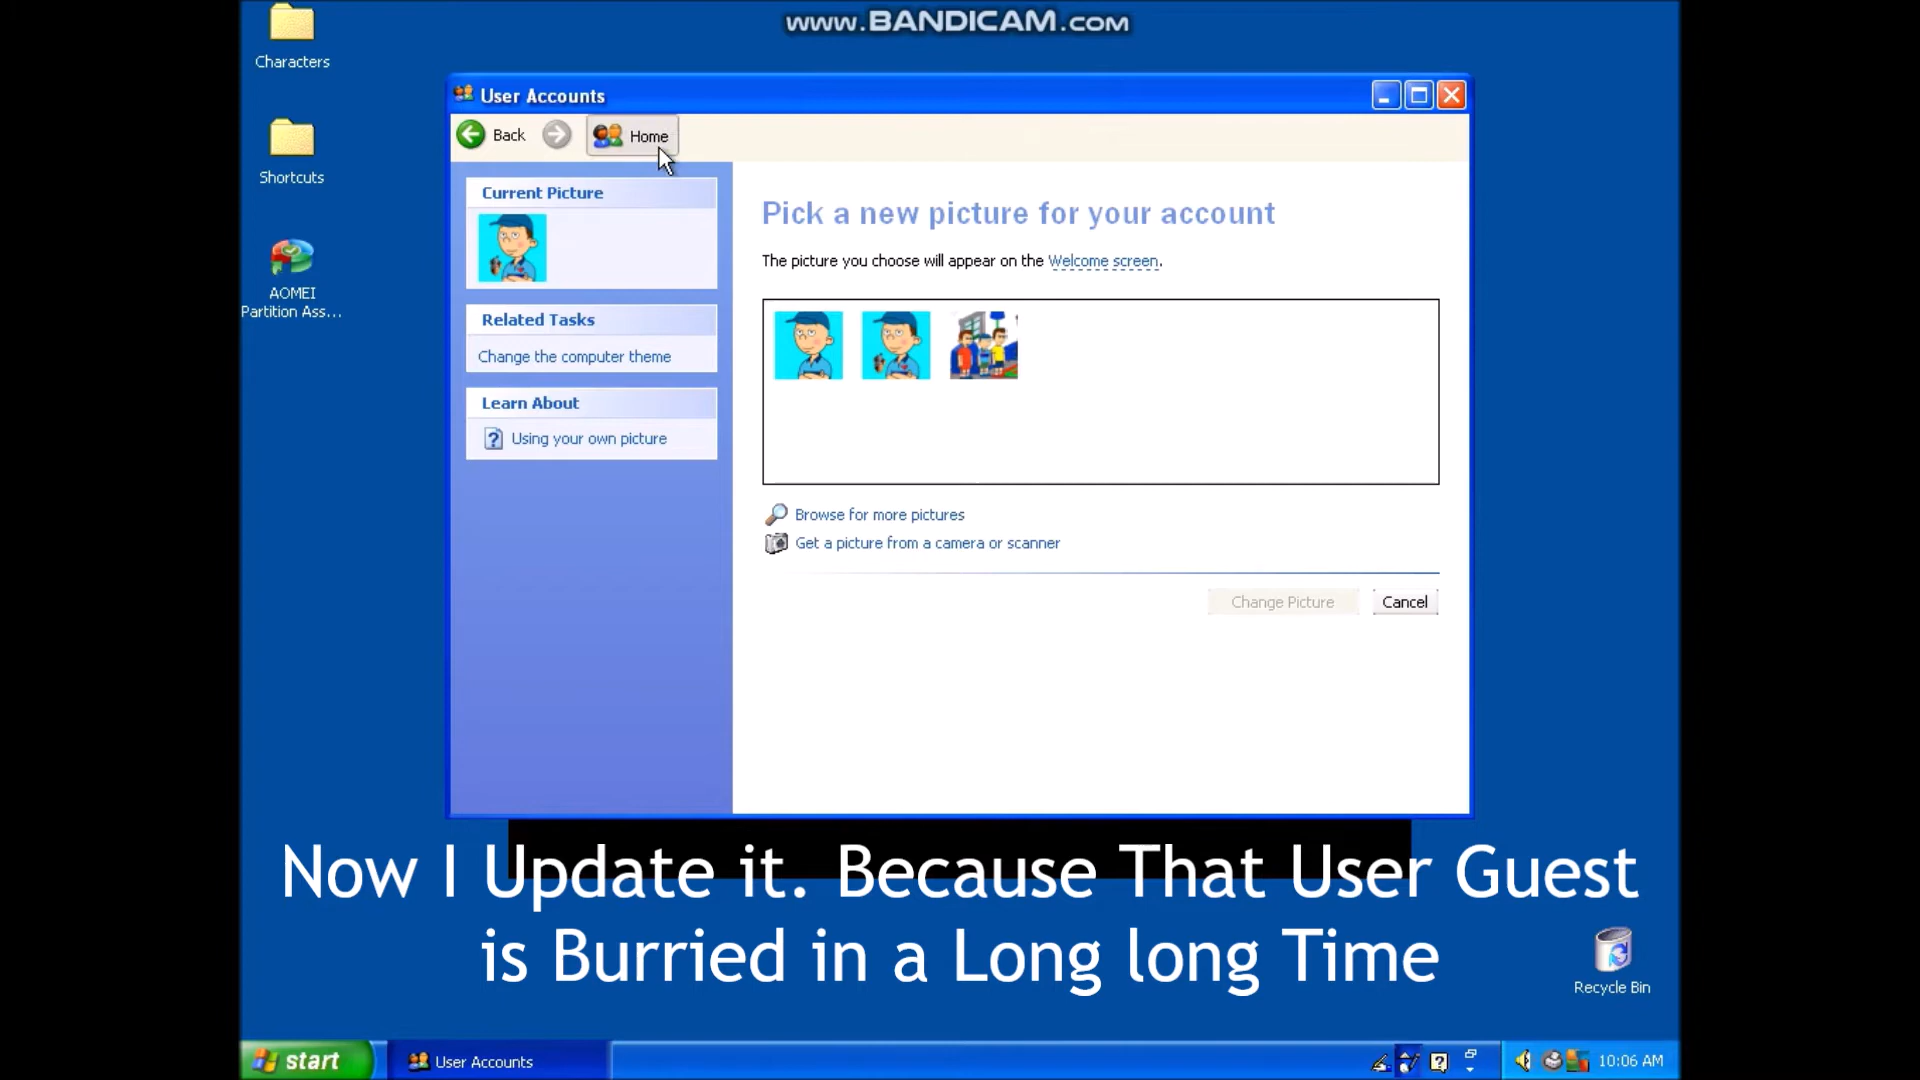 www.BANDICAM.com
Characters
Shortcuts
AOMEI
Partition Ass...
User Accounts
Back
Home
Current Picture
Related Tasks
Change the computer theme
Learn About
Using your own picture
Pick a new picture for your account
The picture you choose will appear on the Welcome screen.
Browse for more pictures
Get a picture from a camera or scanner
Change Picture
Cancel
Now I Update it. Because That User Guest
is Burried in a Long long Time
Recycle Bin
start
User Accounts
10:06 AM